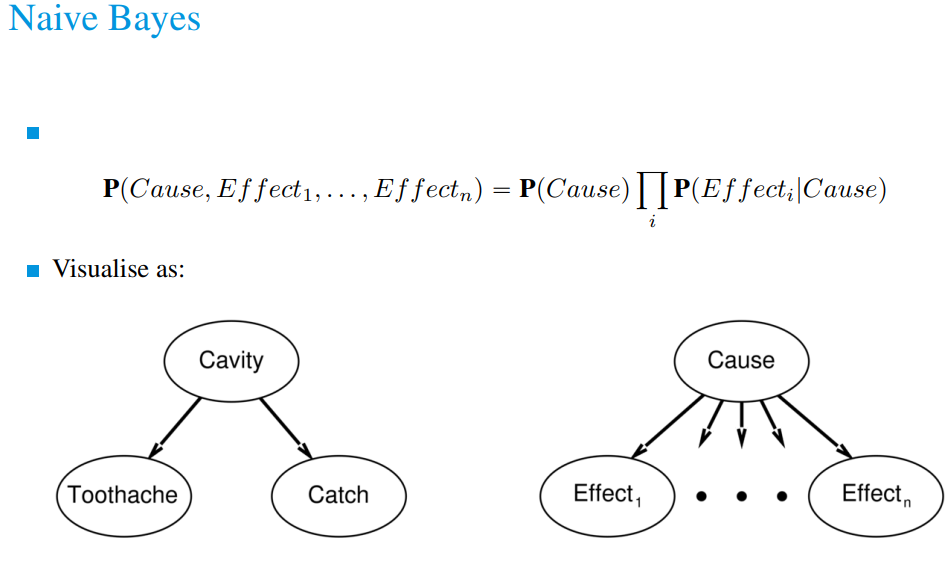 Naive Bayes
P(Cause, Effect₁, . . . , Effectₙ) = P(Cause) ∏ᵢ P(Effectᵢ|Cause)
Visualise as:
Cavity
Cause
Toothache
Catch
Effect₁
Effectₙ